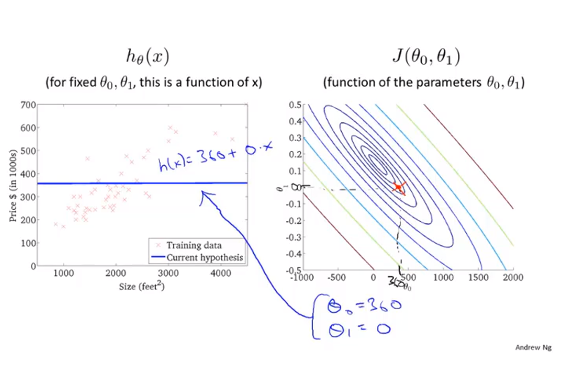 hθ(x)
(for fixed θ₀, θ₁, this is a function of x)
J(θ₀, θ₁)
(function of the parameters θ₀, θ₁)
700
600
500
400
300
200
100
0
Price $ (in 1000s)
h(x) = 360 + 0·x
× Training data
Current hypothesis
1000 2000 3000 4000
Size (feet²)
0.5
0.4
0.3
0.2
0.1
0
-0.1
-0.2
-0.3
-0.4
-0.5
-1000 -500 0 500 1000 1500 2000
360
θ₀
θ₀ = 360
θ₁ = 0
Andrew Ng